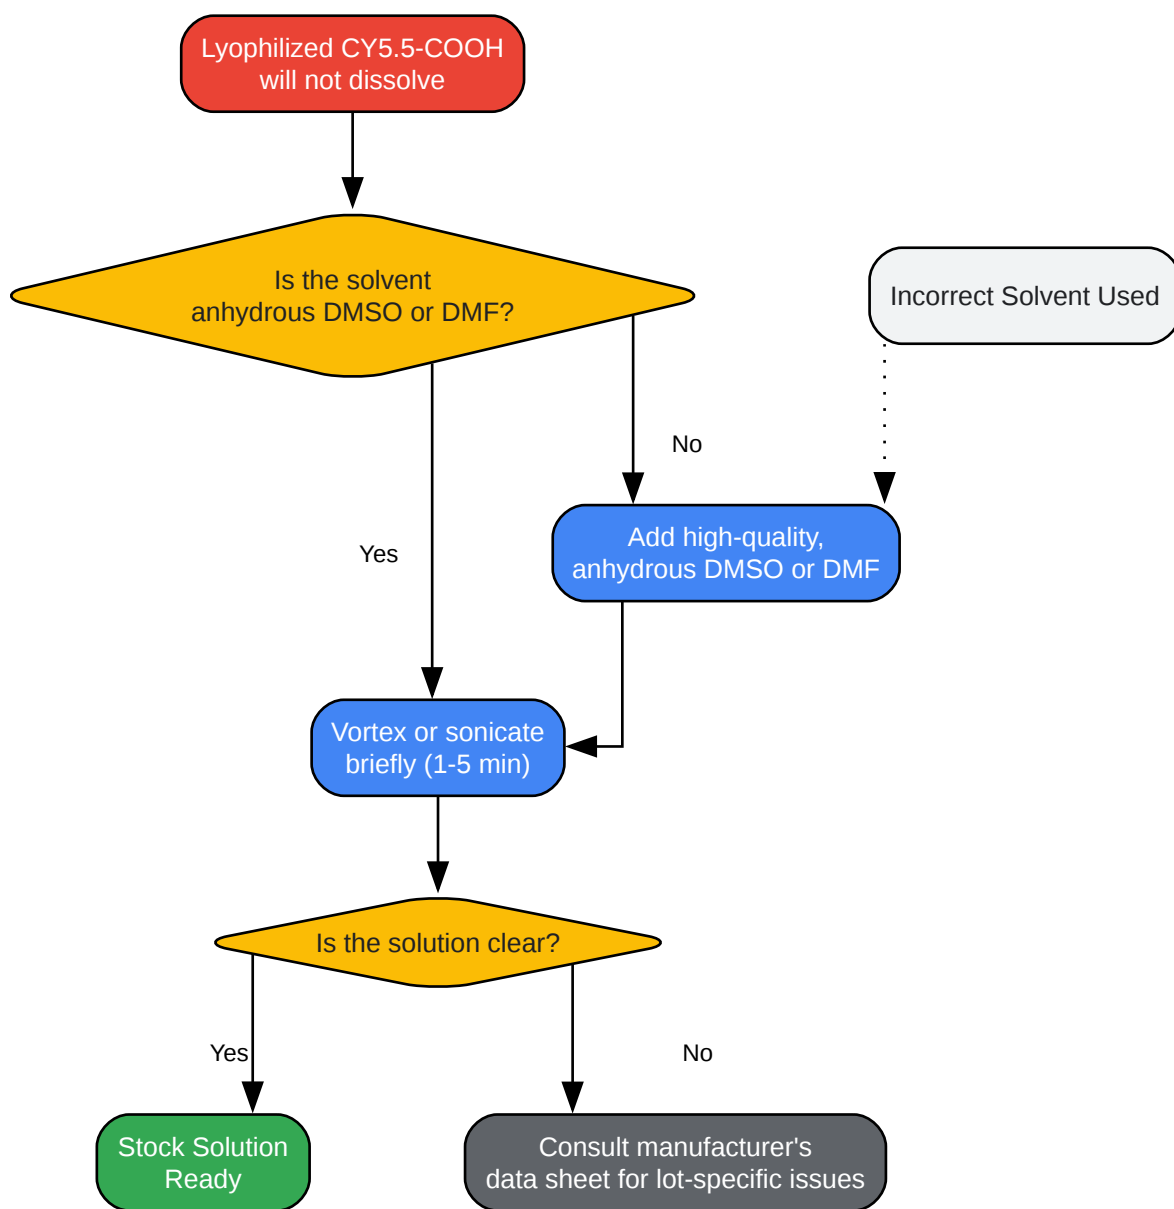 Lyophilized CY5.5-COOH
will not dissolve
Is the solvent
anhydrous DMSO or DMF?
Incorrect Solvent Used
No
Add high-quality,
anhydrous DMSO or DMF
Yes
Vortex or sonicate
briefly (1-5 min)
Is the solution clear?
Yes
No
Stock Solution
Ready
Consult manufacturer's
data sheet for lot-specific issues